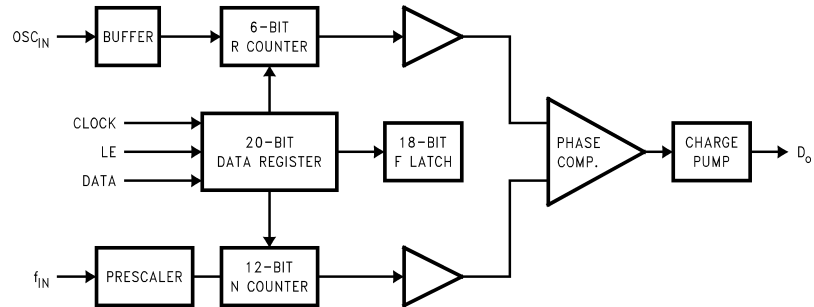 OSC_IN
BUFFER
6-BIT
R COUNTER
CLOCK
LE
DATA
20-BIT
DATA REGISTER
18-BIT
F LATCH
PHASE
COMP.
CHARGE
PUMP
D_o
f_IN
PRESCALER
12-BIT
N COUNTER